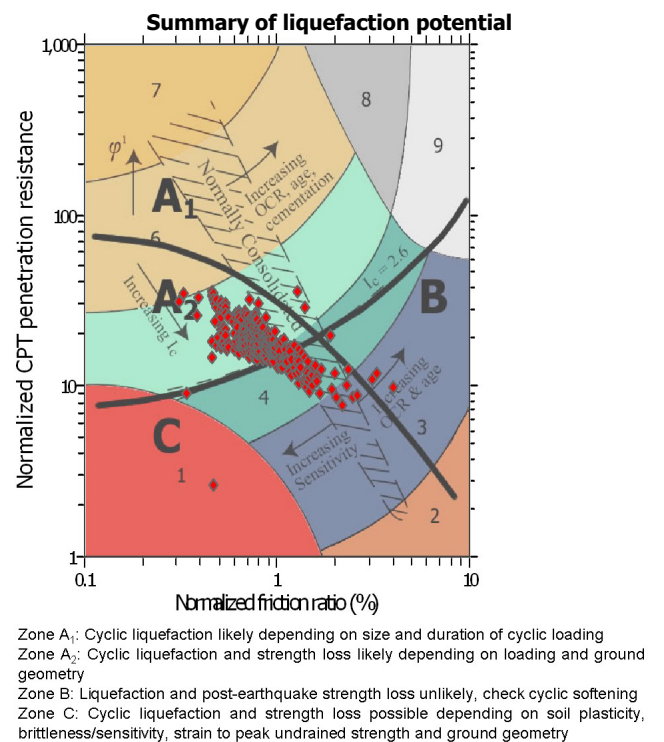 Summary of liquefaction potential
Normalized CPT penetration resistance
1,000
100
10
1
0.1
1
10
Normalized friction ratio (%)
7
8
9
φ'
A1
6
Normally Consolidated
Increasing
OCR, age,
cementation
A2
Increasing Ic
Ic = 2.6
B
C
4
1
Increasing
OCR & age
Increasing
Sensitivity
3
2
Zone A1: Cyclic liquefaction likely depending on size and duration of cyclic loading
Zone A2: Cyclic liquefaction and strength loss likely depending on loading and ground
geometry
Zone B: Liquefaction and post-earthquake strength loss unlikely, check cyclic softening
Zone C: Cyclic liquefaction and strength loss possible depending on soil plasticity,
brittleness/sensitivity, strain to peak undrained strength and ground geometry